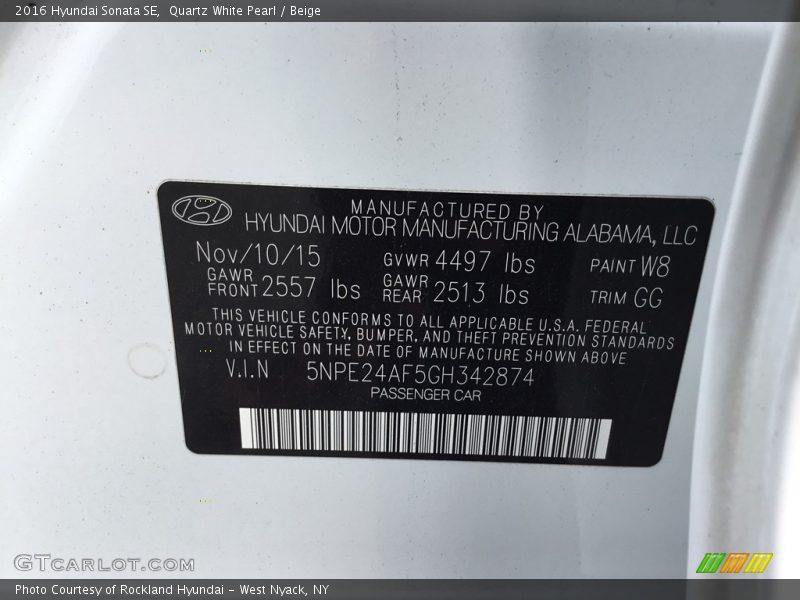 2016 Hyundai Sonata SE,  Quartz White Pearl / Beige
MANUFACTURED BY
HYUNDAI MOTOR MANUFACTURING ALABAMA, LLC
Nov/10/15 GVWR 4497 lbs PAINT W8
GAWR FRONT 2557 lbs GAWR REAR 2513 lbs TRIM GG
THIS VEHICLE CONFORMS TO ALL APPLICABLE U.S.A. FEDERAL
MOTOR VEHICLE SAFETY, BUMPER, AND THEFT PREVENTION STANDARDS
IN EFFECT ON THE DATE OF MANUFACTURE SHOWN ABOVE
V.I.N 5NPE24AF5GH342874
PASSENGER CAR
GTCARLOT.COM
Photo Courtesy of Rockland Hyundai - West Nyack, NY